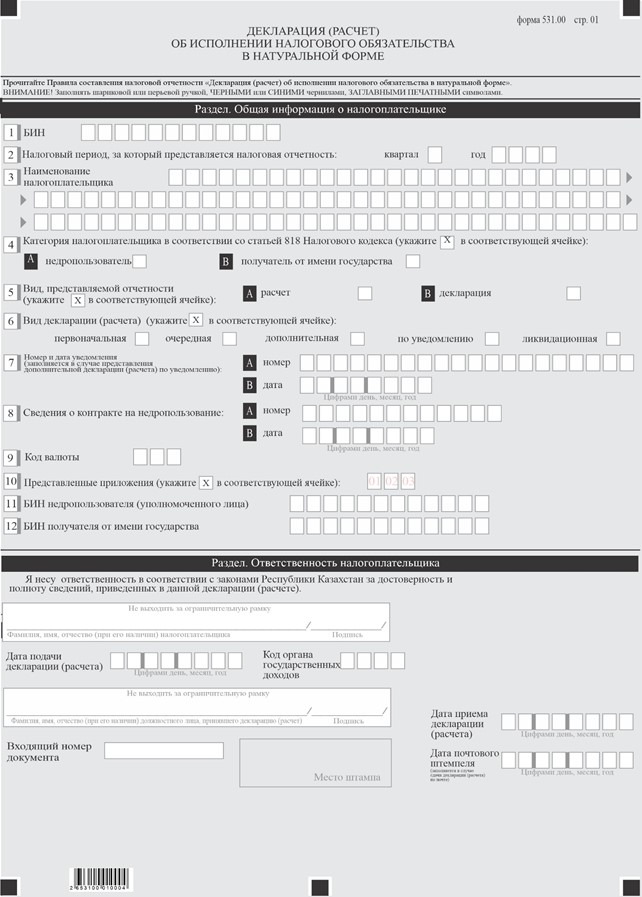 форма 531.00 стр. 01
ДЕКЛАРАЦИЯ (РАСЧЕТ)
ОБ ИСПОЛНЕНИИ НАЛОГОВОГО ОБЯЗАТЕЛЬСТВА
В НАТУРАЛЬНОЙ ФОРМЕ
Прочитайте Правила составления налоговой отчетности «Декларация (расчет) об исполнении налогового обязательства в натуральной форме».
ВНИМАНИЕ! Заполнять шариковой или перьевой ручкой, ЧЕРНЫМИ или СИНИМИ чернилами, ЗАГЛАВНЫМИ ПЕЧАТНЫМИ символами.
Раздел. Общая информация о налогоплательщике
1 БИН
2 Налоговый период, за который представляется налоговая отчетность: квартал год
3 Наименование
налогоплательщика
4 Категория налогоплательщика в соответствии со статьей 818 Налогового кодекса (укажите X в соответствующей ячейке):
A недропользователь B получатель от имени государства
5 Вид, представляемой отчетности
(укажите X в соответствующей ячейке):
A расчет B декларация
6 Вид декларации (расчета) (укажите X в соответствующей ячейке):
первоначальная очередная дополнительная по уведомлению ликвидационная
7 Номер и дата уведомления
(заполняется в случае представления
дополнительной декларации (расчета) по уведомлению):
A номер
B дата
Цифрами день, месяц, год
8 Сведения о контракте на недропользование: A номер
B дата
Цифрами день, месяц, год
9 Код валюты
10 Представленные приложения (укажите X в соответствующей ячейке): 01 02 03
11 БИН недропользователя (уполномоченного лица)
12 БИН получателя от имени государства
Раздел. Ответственность налогоплательщика
Я несу ответственность в соответствии с законами Республики Казахстан за достоверность и
полноту сведений, приведенных в данной декларации (расчете).
Не выходить за ограничительную рамку
/ /
Фамилия, имя, отчество (при его наличии) налогоплательщика Подпись
Дата подачи
декларации (расчета)
Цифрами день, месяц, год
Код органа
государственных
доходов
Не выходить за ограничительную рамку
/ /
Фамилия, имя, отчество (при его наличии) должностного лица, принявшего декларацию (расчет) Подпись
Дата приема
декларации
(расчета)
Цифрами день, месяц, год
Входящий номер
документа
Место штампа
Дата почтового
штемпеля
(заполняется в случае
сдачи декларации (расчета)
по почте)
Цифрами день, месяц, год
2 653100 010004